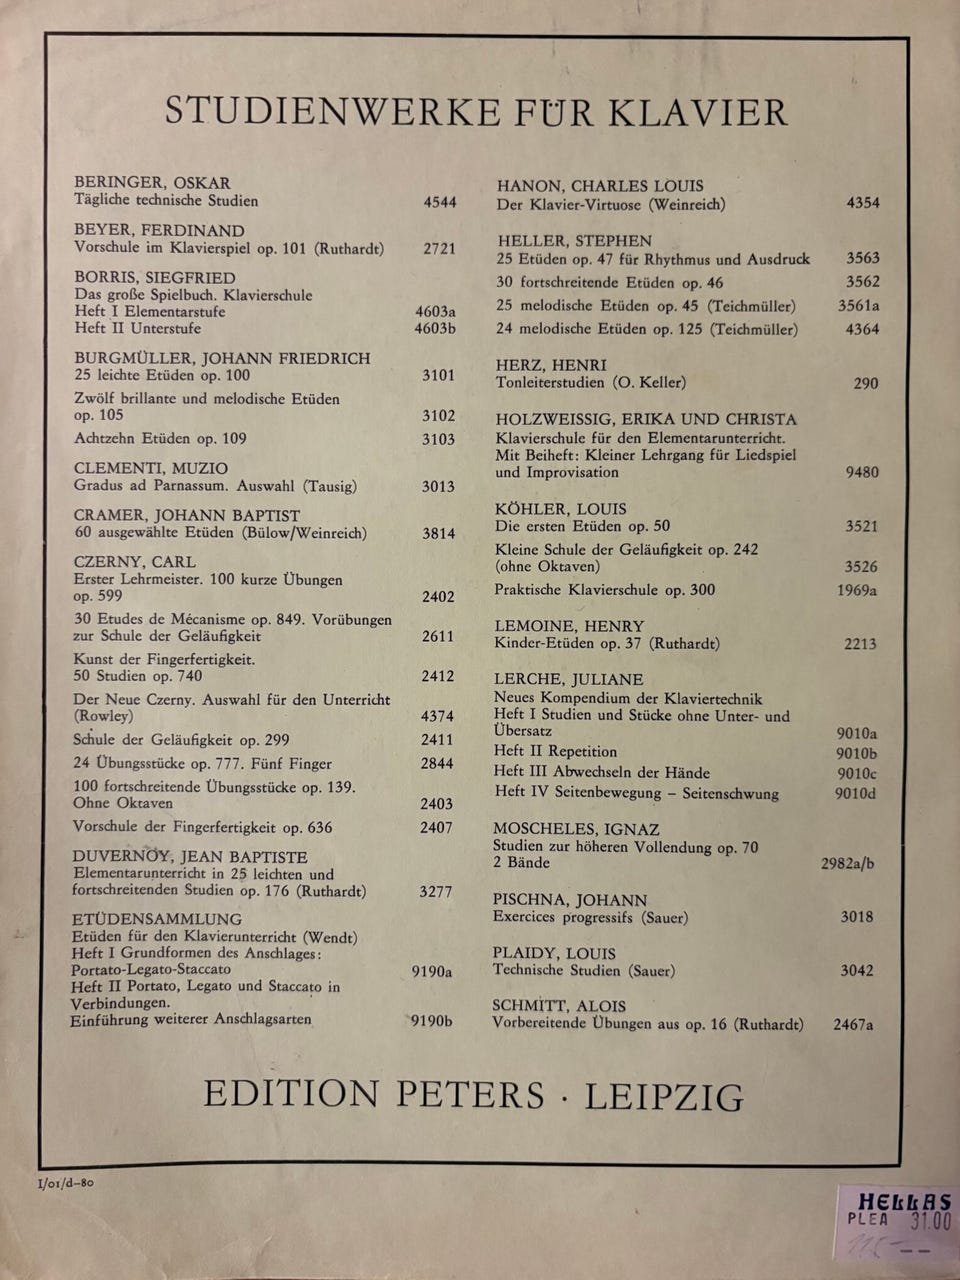 STUDIENWERKE FÜR KLAVIER
BERINGER, OSKAR
Tägliche technische Studien 4544
BEYER, FERDINAND
Vorschule im Klavierspiel op. 101 (Ruthardt) 2721
BORRIS, SIEGFRIED
Das große Spielbuch. Klavierschule
Heft I Elementarstufe 4603a
Heft II Unterstufe 4603b
BURGMÜLLER, JOHANN FRIEDRICH
25 leichte Etüden op. 100 3101
Zwölf brillante und melodische Etüden
op. 105 3102
Achtzehn Etüden op. 109 3103
CLEMENTI, MUZIO
Gradus ad Parnassum. Auswahl (Tausig) 3013
CRAMER, JOHANN BAPTIST
60 ausgewählte Etüden (Bülow/Weinreich) 3814
CZERNY, CARL
Erster Lehrmeister. 100 kurze Übungen
op. 599 2402
30 Etudes de Mécanisme op. 849. Vorübungen
zur Schule der Geläufigkeit 2611
Kunst der Fingerfertigkeit.
50 Studien op. 740 2412
Der Neue Czerny. Auswahl für den Unterricht
(Rowley) 4374
Schule der Geläufigkeit op. 299 2411
24 Übungsstücke op. 777. Fünf Finger 2844
100 fortschreitende Übungsstücke op. 139.
Ohne Oktaven 2403
Vorschule der Fingerfertigkeit op. 636 2407
DUVERNOY, JEAN BAPTISTE
Elementarunterricht in 25 leichten und
fortschreitenden Studien op. 176 (Ruthardt) 3277
ETÜDENSAMMLUNG
Etüden für den Klavierunterricht (Wendt)
Heft I Grundformen des Anschlages:
Portato-Legato-Staccato 9190a
Heft II Portato, Legato und Staccato in
Verbindungen.
Einführung weiterer Anschlagsarten 9190b
HANON, CHARLES LOUIS
Der Klavier-Virtuose (Weinreich) 4354
HELLER, STEPHEN
25 Etüden op. 47 für Rhythmus und Ausdruck 3563
30 fortschreitende Etüden op. 46 3562
25 melodische Etüden op. 45 (Teichmüller) 3561a
24 melodische Etüden op. 125 (Teichmüller) 4364
HERZ, HENRI
Tonleiterstudien (O. Keller) 290
HOLZWEISSIG, ERIKA UND CHRISTA
Klavierschule für den Elementarunterricht.
Mit Beiheft: Kleiner Lehrgang für Liedspiel
und Improvisation 9480
KÖHLER, LOUIS
Die ersten Etüden op. 50 3521
Kleine Schule der Geläufigkeit op. 242
(ohne Oktaven) 3526
Praktische Klavierschule op. 300 1969a
LEMOINE, HENRY
Kinder-Etüden op. 37 (Ruthardt) 2213
LERCHE, JULIANE
Neues Kompendium der Klaviertechnik
Heft I Studien und Stücke ohne Unter- und
Übersatz 9010a
Heft II Repetition 9010b
Heft III Abwechseln der Hände 9010c
Heft IV Seitenbewegung – Seitenschwung 9010d
MOSCHELES, IGNAZ
Studien zur höheren Vollendung op. 70
2 Bände 2982a/b
PISCHNA, JOHANN
Exercices progressifs (Sauer) 3018
PLAIDY, LOUIS
Technische Studien (Sauer) 3042
SCHMITT, ALOIS
Vorbereitende Übungen aus op. 16 (Ruthardt) 2467a
EDITION PETERS · LEIPZIG
I/01/d–80
HELLAS
PLEA 31.00